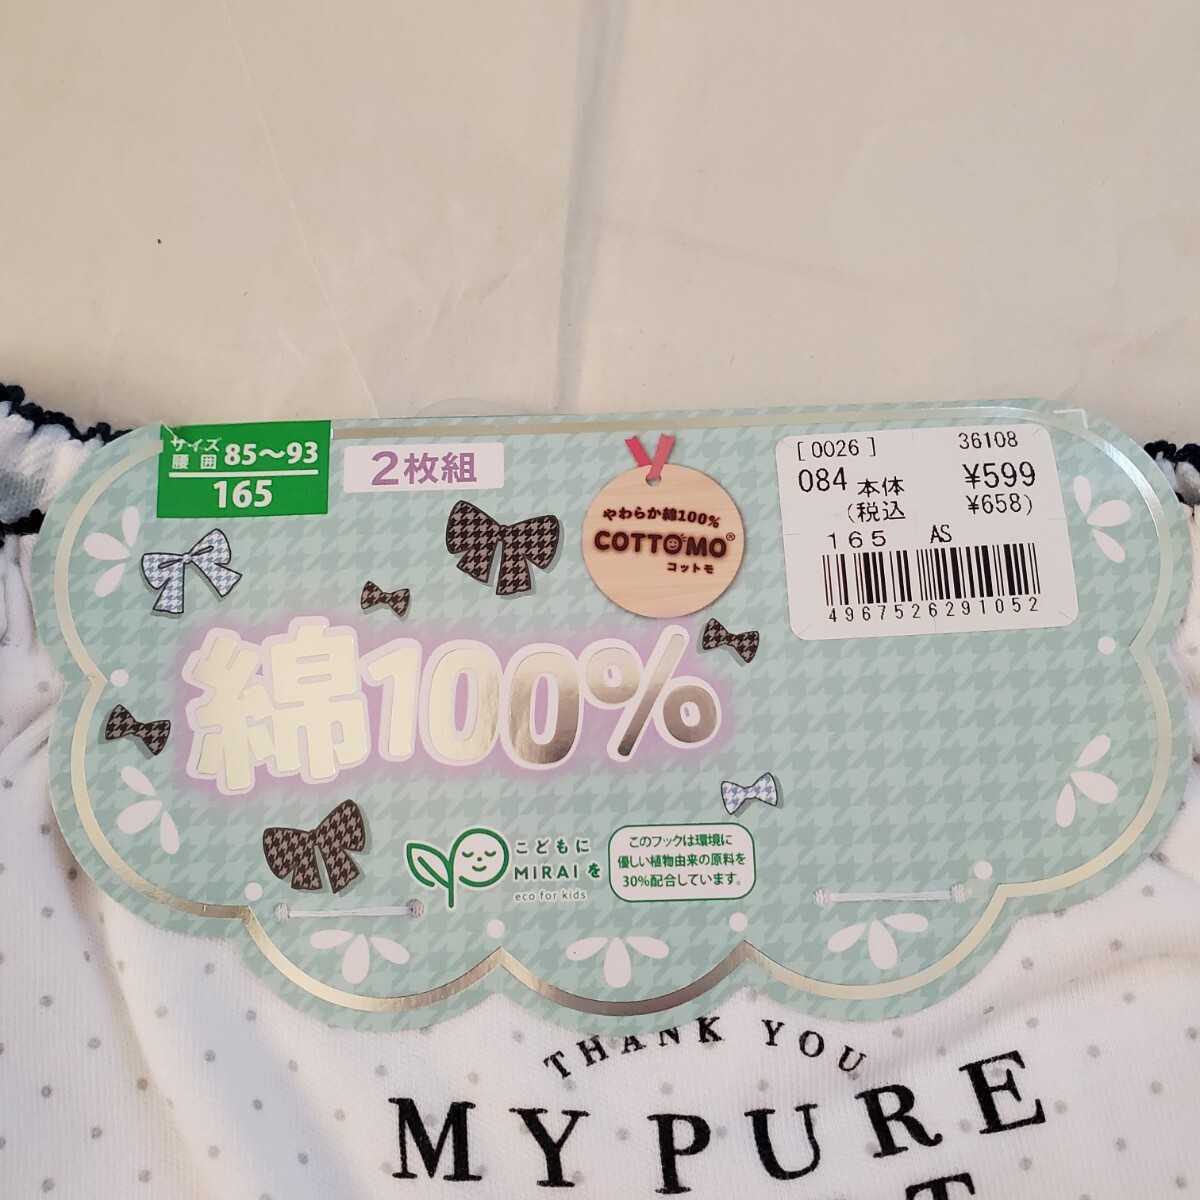 サイズ
腰囲 85～93
165
2枚組
やわらか綿100%
COTTOMO®
コットモ
[0026] 36108
084 本体 ¥599
(税込 ¥658)
165 AS
4967526291052
綿100%
こどもに
MIRAIを
eco for kids
このフックは環境に
優しい植物由来の原料を
30%配合しています。
THANK YOU
MY PURE